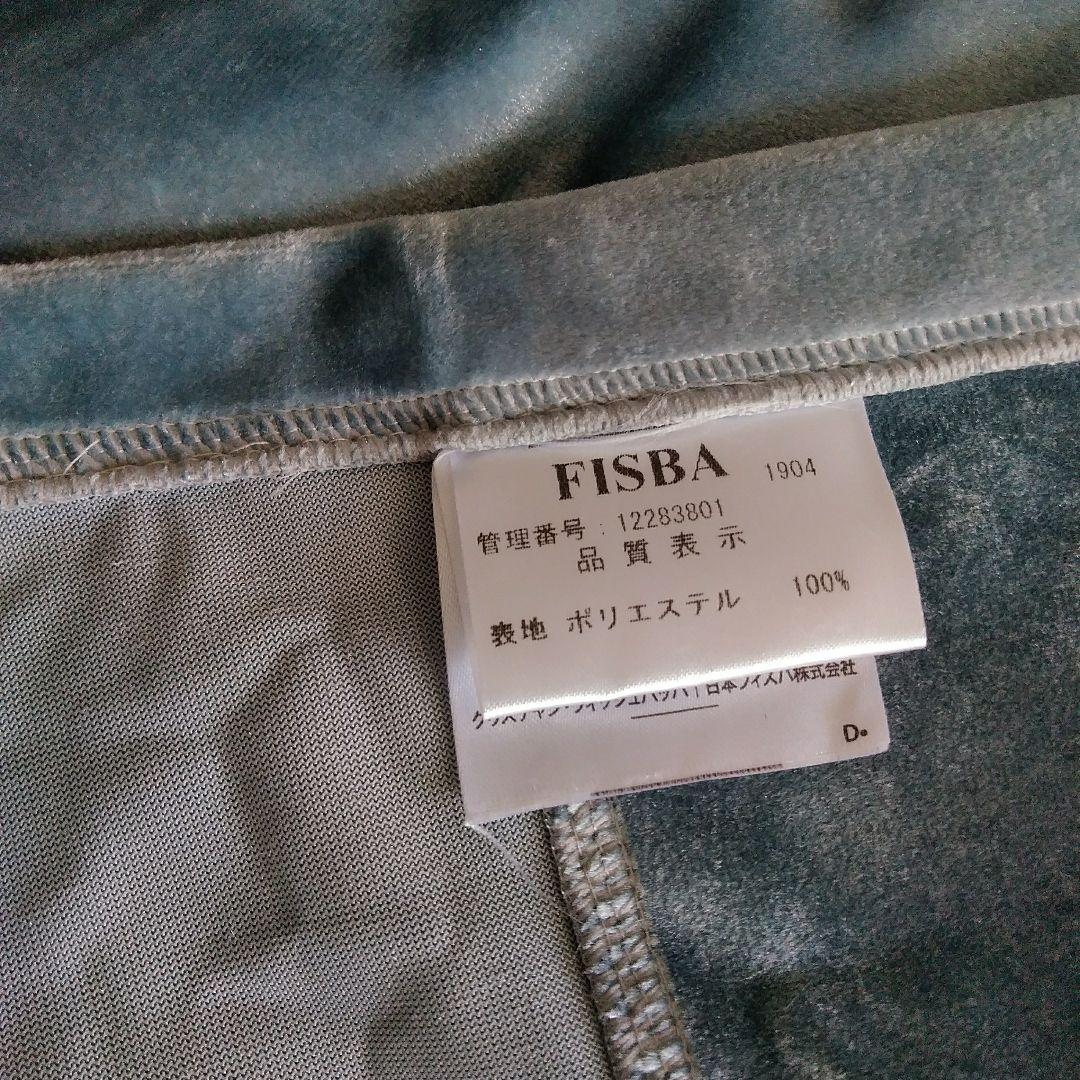 FISBA 1904
管理番号 : 12283801
品質表示
表地 ポリエステル 100%
日本フィスバ株式会社
D.